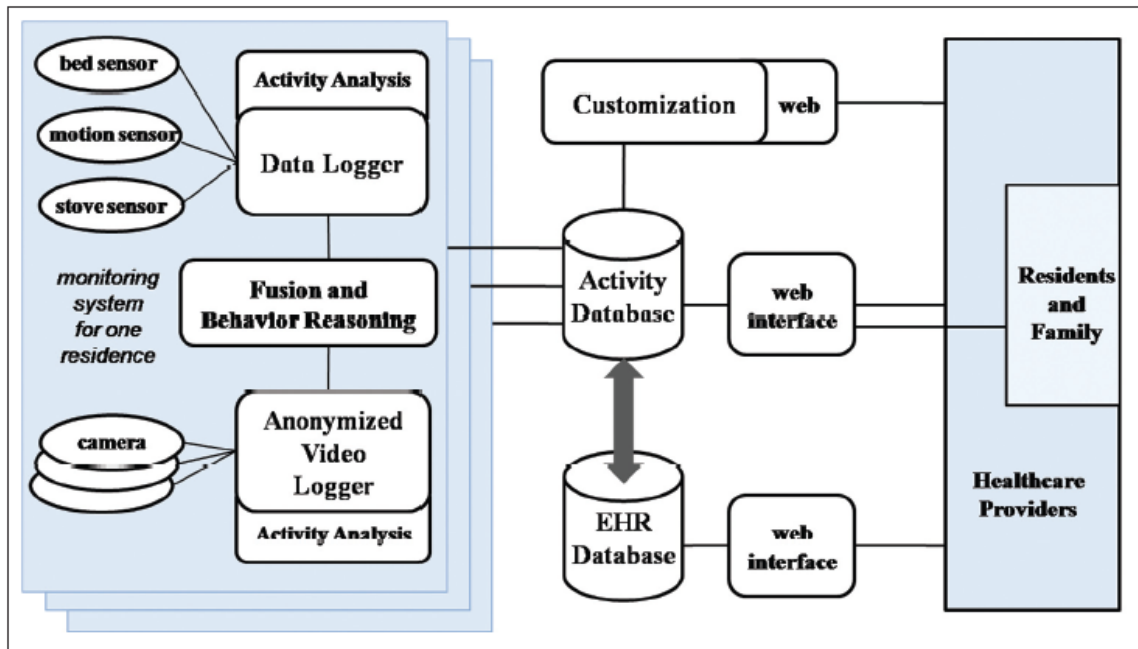 bed sensor
motion sensor
stove sensor
Activity Analysis
Data Logger
monitoring
system
for one
residence
Fusion and
Behavior Reasoning
camera
Anonymized
Video
Logger
Activity Analysis
Customization
web
Activity
Database
web
interface
EHR
Database
web
interface
Residents
and
Family
Healthcare
Providers